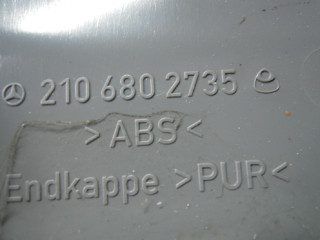 210 680 2735
>ABS<
Endkappe >PUR<